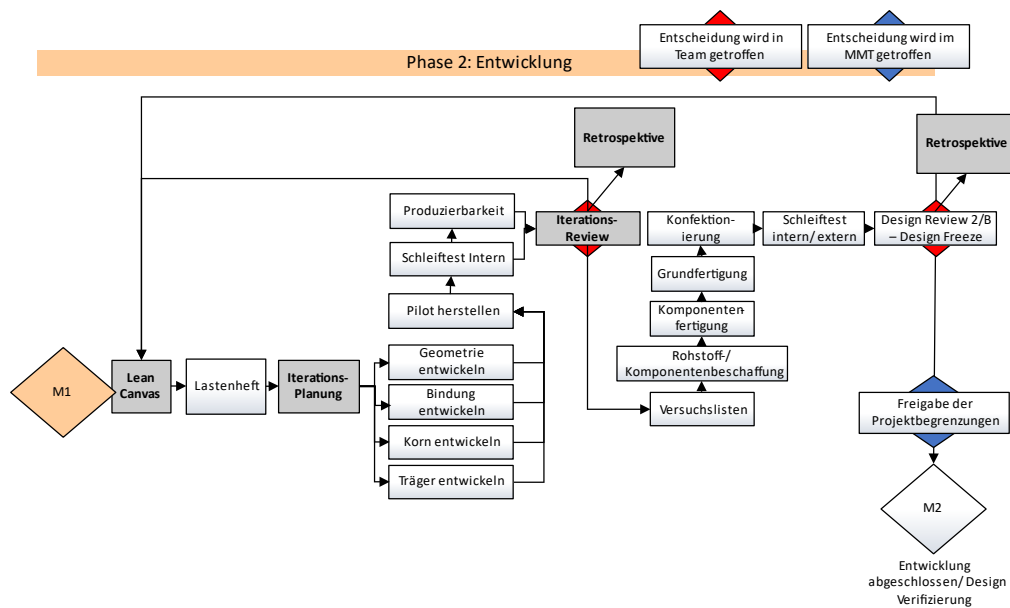 Entscheidung wird in
Team getroffen
Entscheidung wird im
MMT getroffen
Phase 2: Entwicklung
Retrospektive
Retrospektive
Produzierbarkeit
Iterations-
Review
Konfektion-
ierung
Schleiftest
intern/ extern
Design Review 2/B
– Design Freeze
Schleiftest Intern
Grundfertigung
Pilot herstellen
Komponenten-
fertigung
Geometrie
entwickeln
Rohstoff-/
Komponentenbeschaffung
M1
Lean
Canvas
Lastenheft
Iterations-
Planung
Bindung
entwickeln
Versuchslisten
Freigabe der
Projektbegrenzungen
Korn entwickeln
Träger entwickeln
M2
Entwicklung
abgeschlossen/ Design
Verifizierung